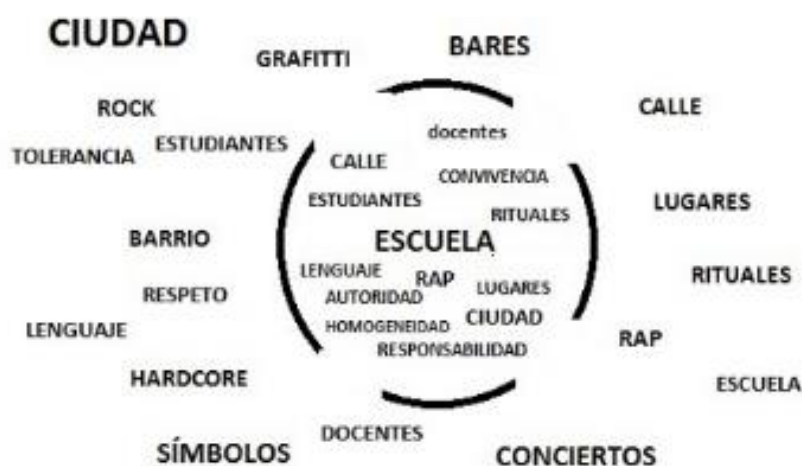 CIUDAD
GRAFITTI
BARES
ROCK
CALLE
TOLERANCIA
ESTUDIANTES
docentes
CALLE
CONVIVENCIA
ESTUDIANTES
RITUALES
LUGARES
BARRIO
ESCUELA
LENGUAJE
RAP
LUGARES
RITUALES
RESPETO
AUTORIDAD
CIUDAD
LENGUAJE
HOMOGENEIDAD
RAP
RESPONSABILIDAD
HARDCORE
ESCUELA
SÍMBOLOS
DOCENTES
CONCIERTOS